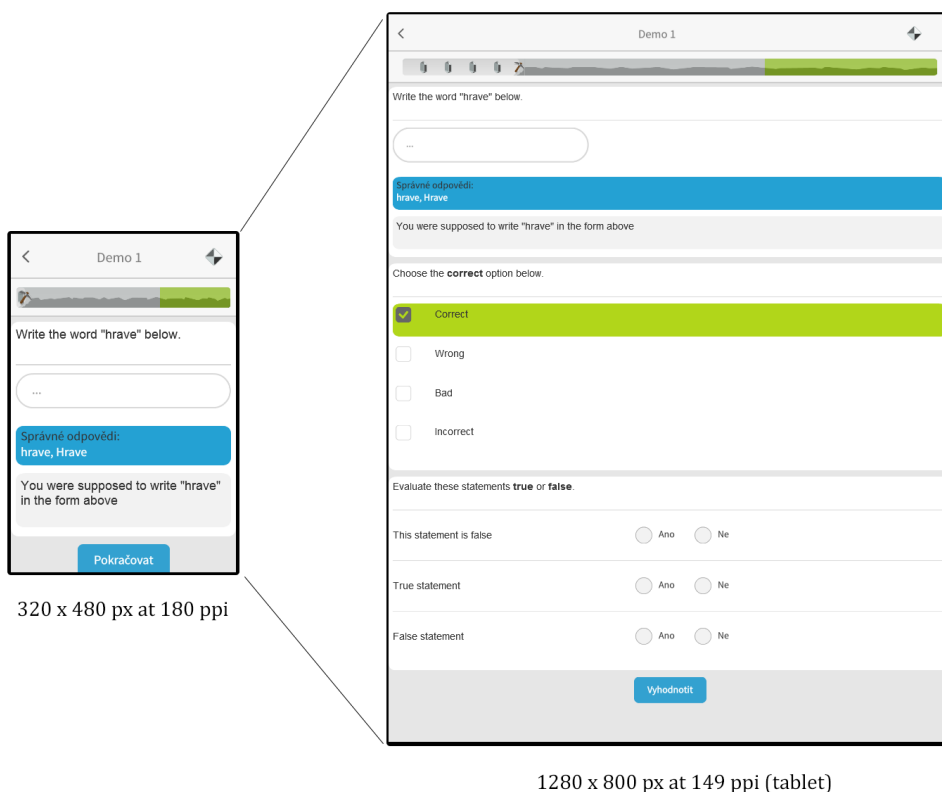 Demo 1
Write the word "hrave" below.
...
Správné odpovědi:
hrave, Hrave
You were supposed to write "hrave"
in the form above
Pokračovat
320 x 480 px at 180 ppi
Demo 1
Write the word "hrave" below.
...
Správné odpovědi:
hrave, Hrave
You were supposed to write "hrave" in the form above
Choose the correct option below.
Correct
Wrong
Bad
Incorrect
Evaluate these statements true or false.
This statement is false Ano Ne
True statement Ano Ne
False statement Ano Ne
Vyhodnotit
1280 x 800 px at 149 ppi (tablet)